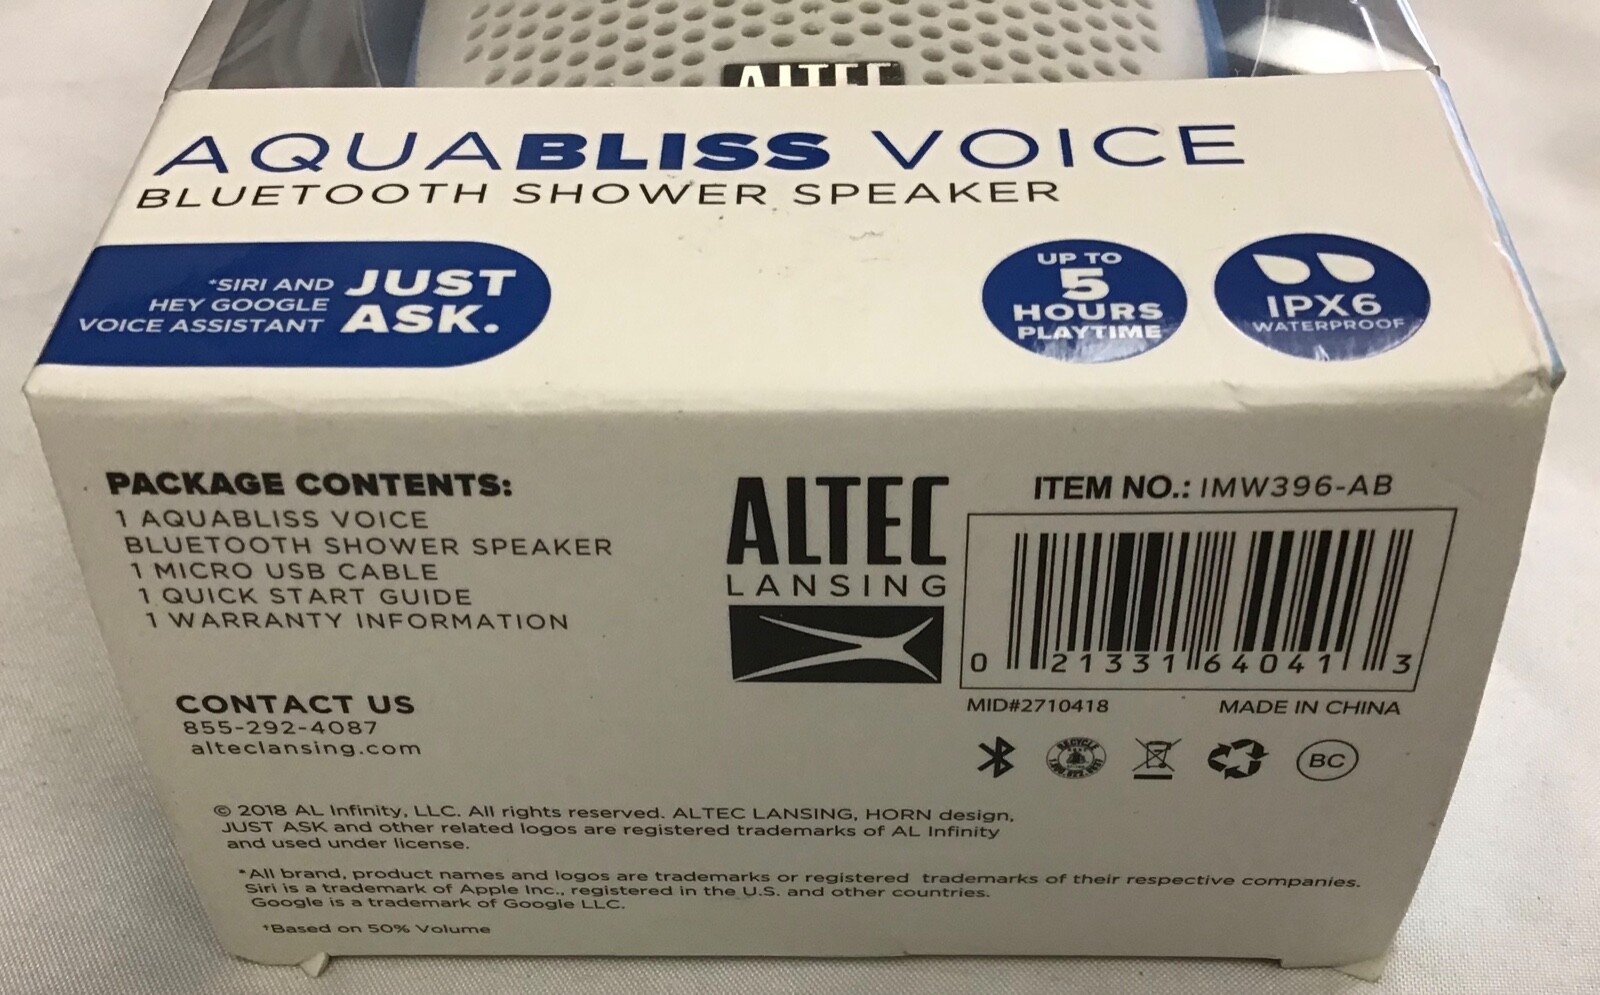 ALTEC
AQUABLISS VOICE
BLUETOOTH SHOWER SPEAKER
*SIRI AND
HEY GOOGLE
VOICE ASSISTANT
JUST
ASK.
UP TO
5
HOURS
PLAYTIME
IPX6
WATERPROOF
PACKAGE CONTENTS:
1 AQUABLISS VOICE
BLUETOOTH SHOWER SPEAKER
1 MICRO USB CABLE
1 QUICK START GUIDE
1 WARRANTY INFORMATION
CONTACT US
855-292-4087
alteclansing.com
ALTEC
LANSING
ITEM NO.: IMW396-AB
0 21331 64041 3
MID#2710418 MADE IN CHINA
RECYCLE
BC
© 2018 AL Infinity, LLC. All rights reserved. ALTEC LANSING, HORN design,
JUST ASK and other related logos are registered trademarks of AL Infinity
and used under license.
*All brand, product names and logos are trademarks or registered trademarks of their respective companies.
Siri is a trademark of Apple Inc., registered in the U.S. and other countries.
Google is a trademark of Google LLC.
†Based on 50% Volume